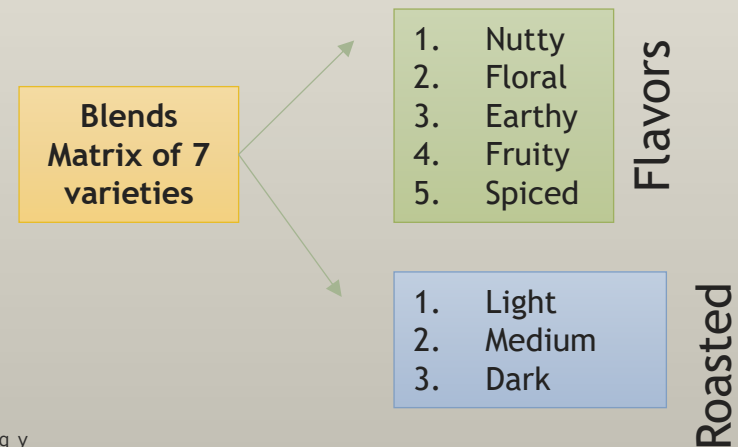 Blends
Matrix of 7
varieties
1. Nutty
2. Floral
3. Earthy
4. Fruity
5. Spiced
Flavors
1. Light
2. Medium
3. Dark
Roasted